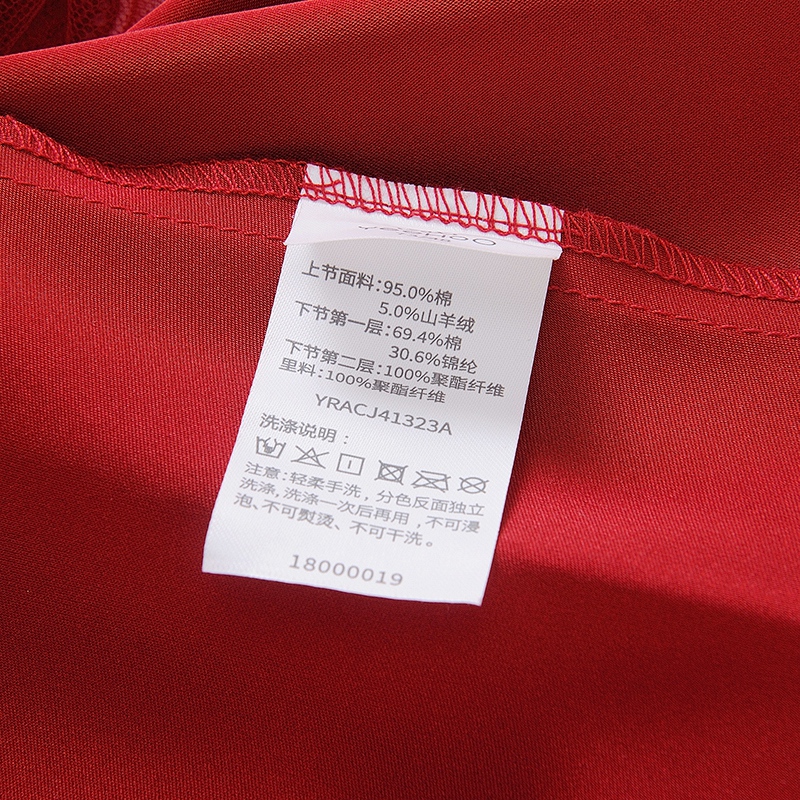 上节面料:95.0%棉
5.0%山羊绒
下节第一层:69.4%棉
30.6%锦纶
下节第二层:100%聚酯纤维
里料:100%聚酯纤维
YRACJ41323A
洗涤说明:
注意:轻柔手洗,分色反面独立
洗涤,洗涤一次后再用,不可浸
泡、不可熨烫、不可干洗。
18000019